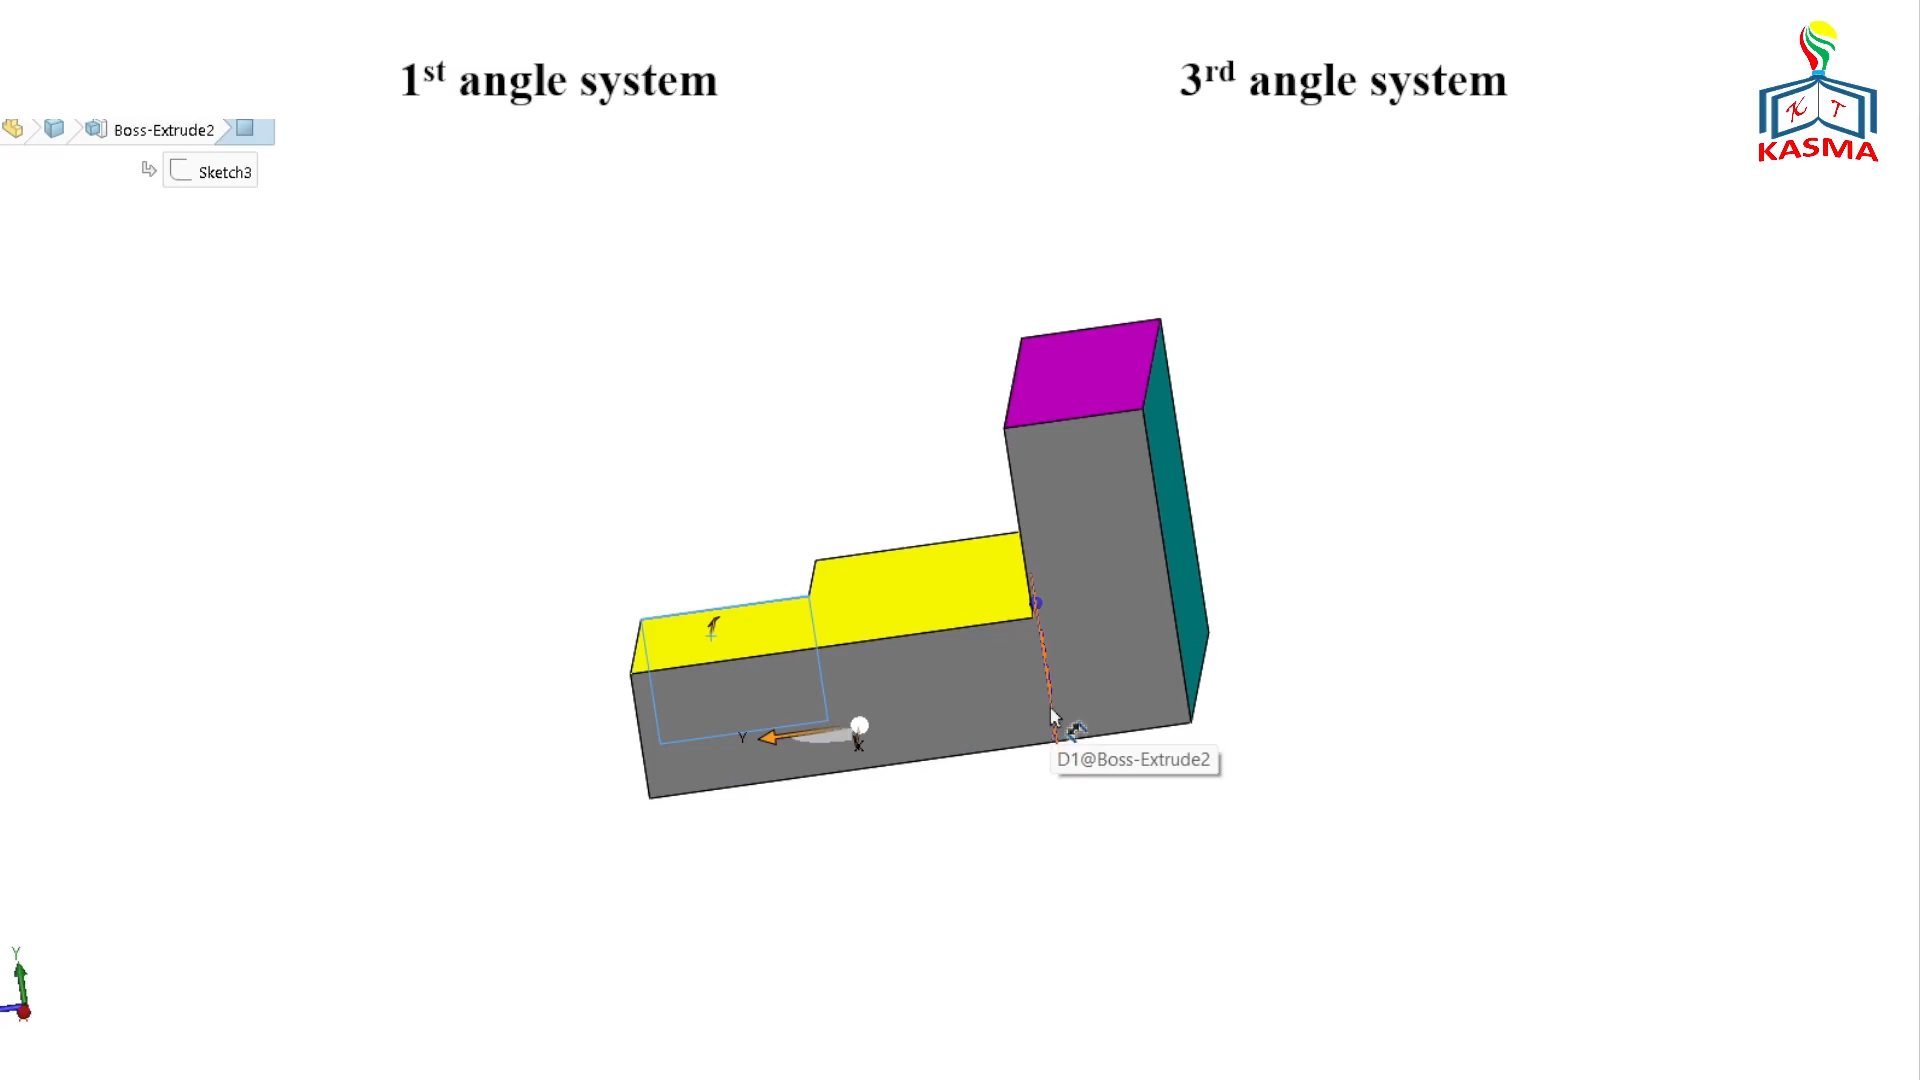 1st angle system
3rd angle system
K T
KASMA
Boss-Extrude2
Sketch3
Y
X
D1@Boss-Extrude2
Y